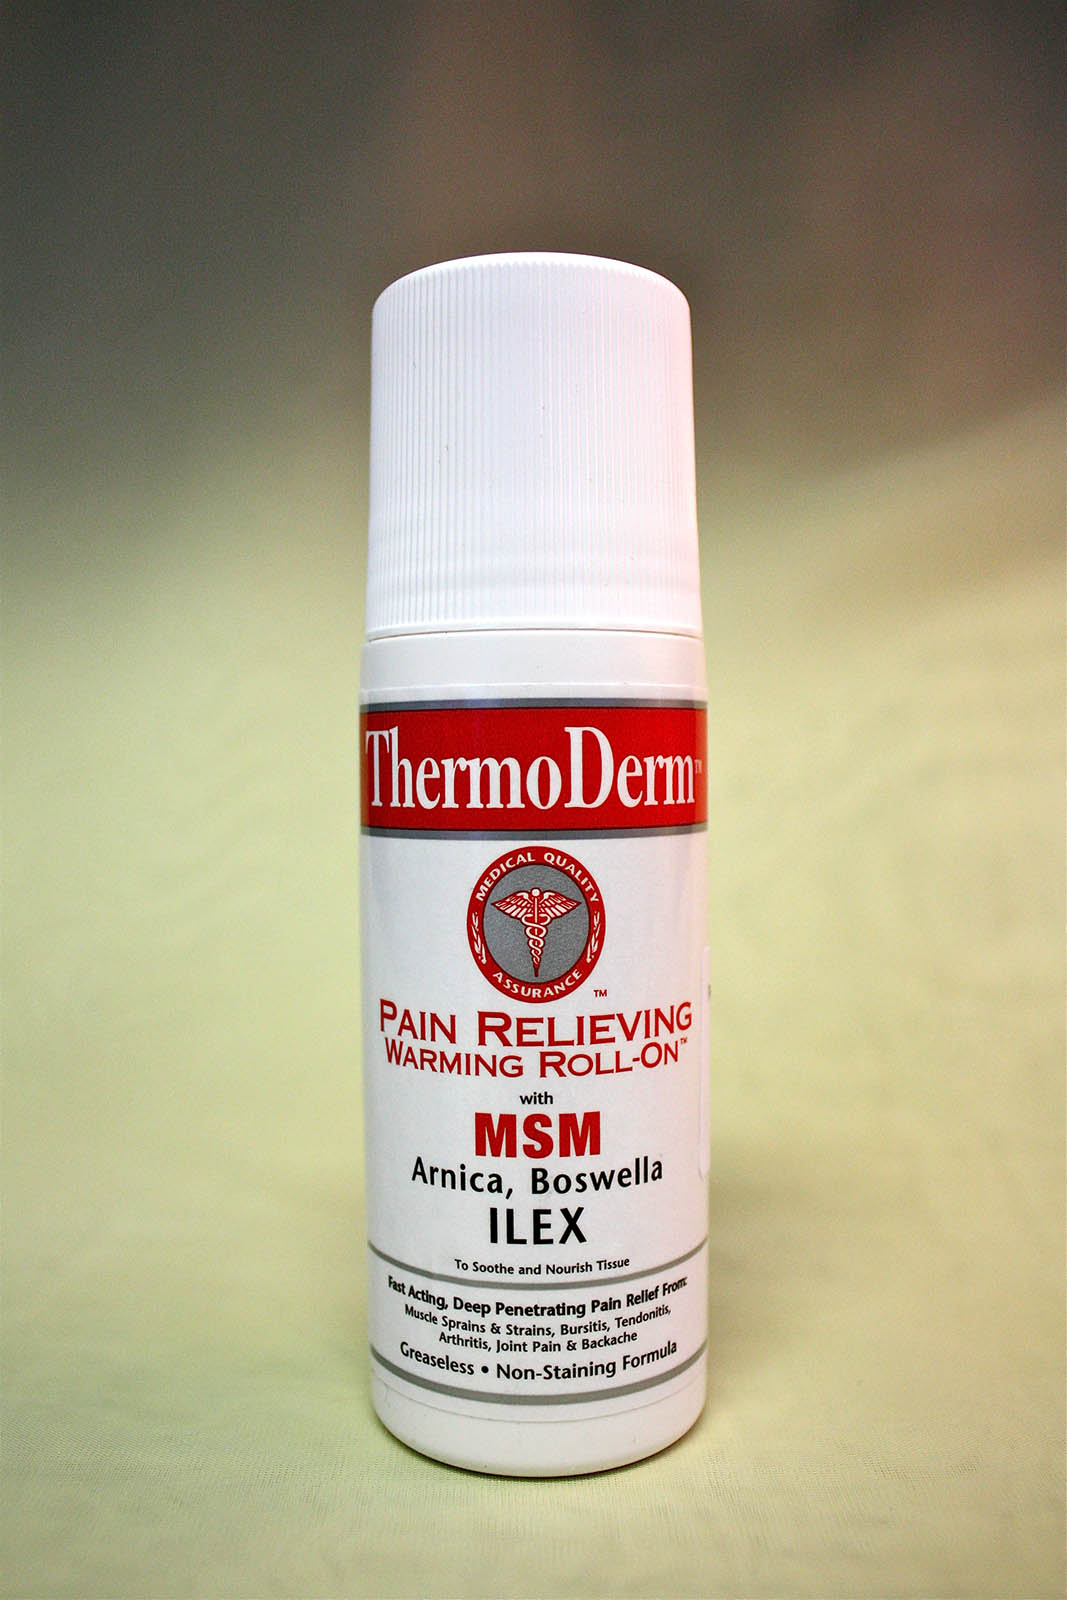 ThermoDerm™
MEDICAL QUALITY
ASSURANCE
™
PAIN RELIEVING
WARMING ROLL-ON™
with
MSM
Arnica, Boswella
ILEX
To Soothe and Nourish Tissue
Fast Acting, Deep Penetrating Pain Relief From:
Muscle Sprains & Strains, Bursitis, Tendonitis,
Arthritis, Joint Pain & Backache
Greaseless • Non-Staining Formula